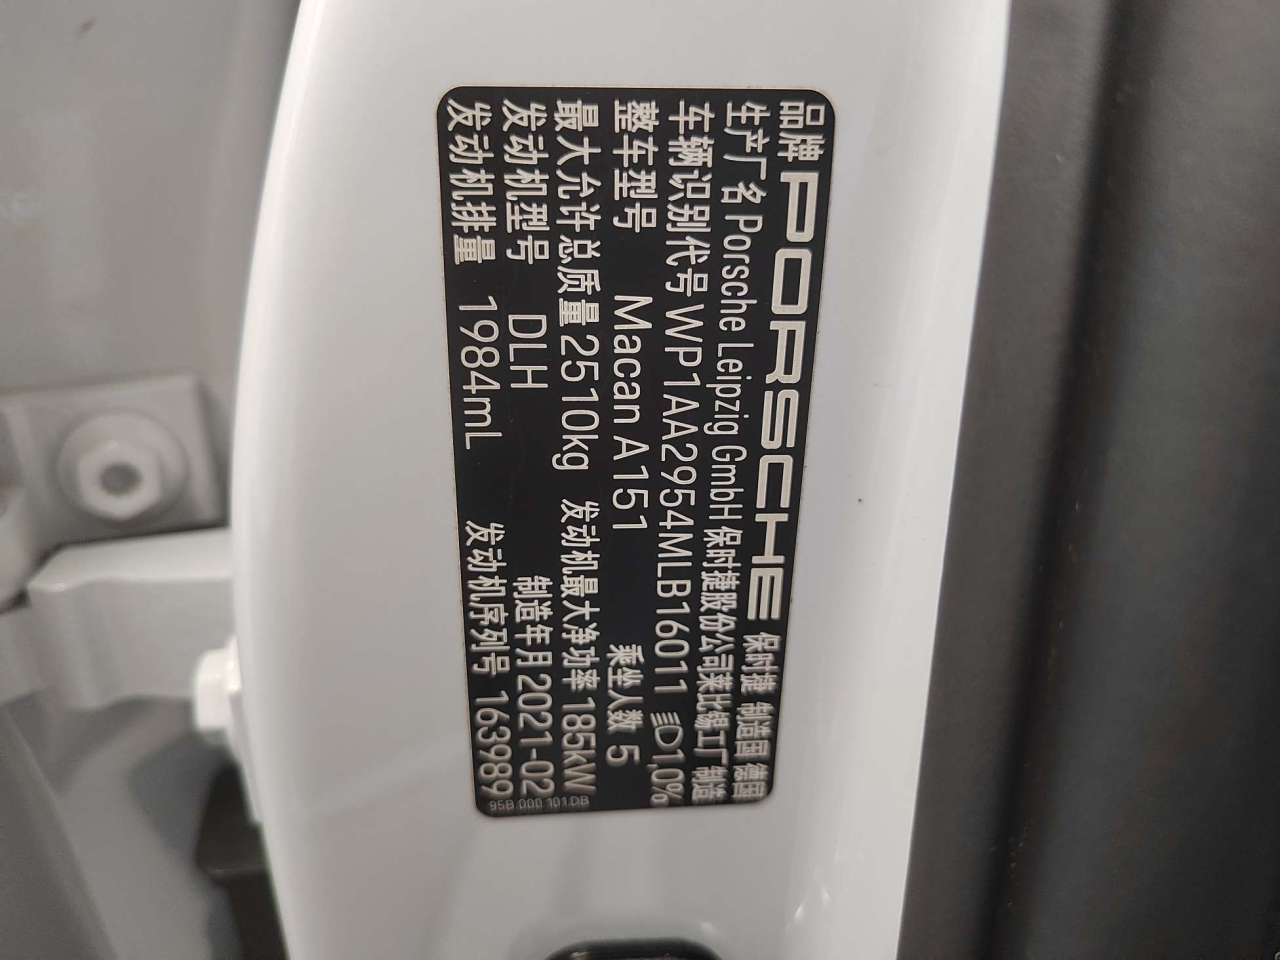 品牌 PORSCHE 保时捷 制造国 德国
生产厂名 Porsche Leipzig GmbH 保时捷股份公司莱比锡工厂 制造
车辆识别代号 WP1AA2954MLB16011 1,0%
整车型号 Macan A151 乘坐人数 5
最大允许总质量 2510kg 发动机最大净功率 185kW
发动机型号 DLH 制造年月 2021-02
发动机排量 1984mL 发动机序列号 163989
95B 000 101 DB